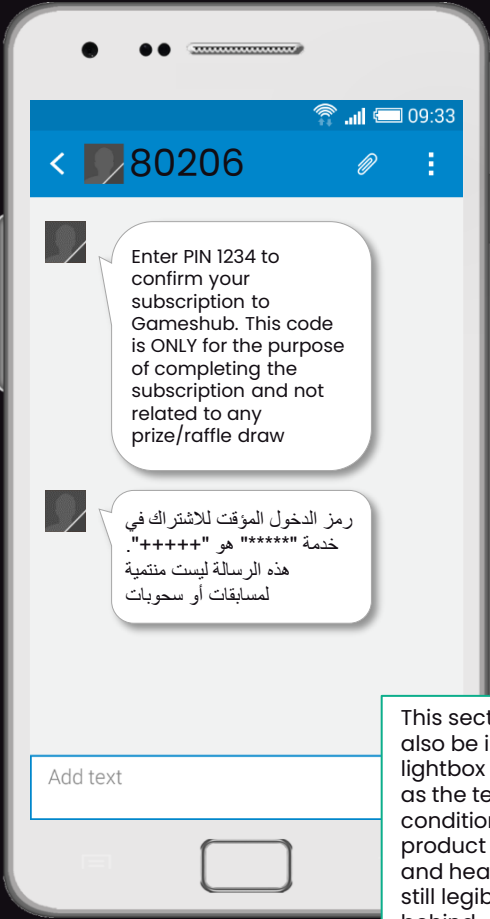 09:33
80206
Enter PIN 1234 to
confirm your
subscription to
Gameshub. This code
is ONLY for the purpose
of completing the
subscription and not
related to any
prize/raffle draw
رمز الدخول المؤقت للاشتراك في
خدمة "*****" هو "+++++".
هذه الرسالة ليست منتمية
لمسابقات أو سحوبات
Add text
This sect
also be i
lightbox
as the te
condition
product
and hea
still legib